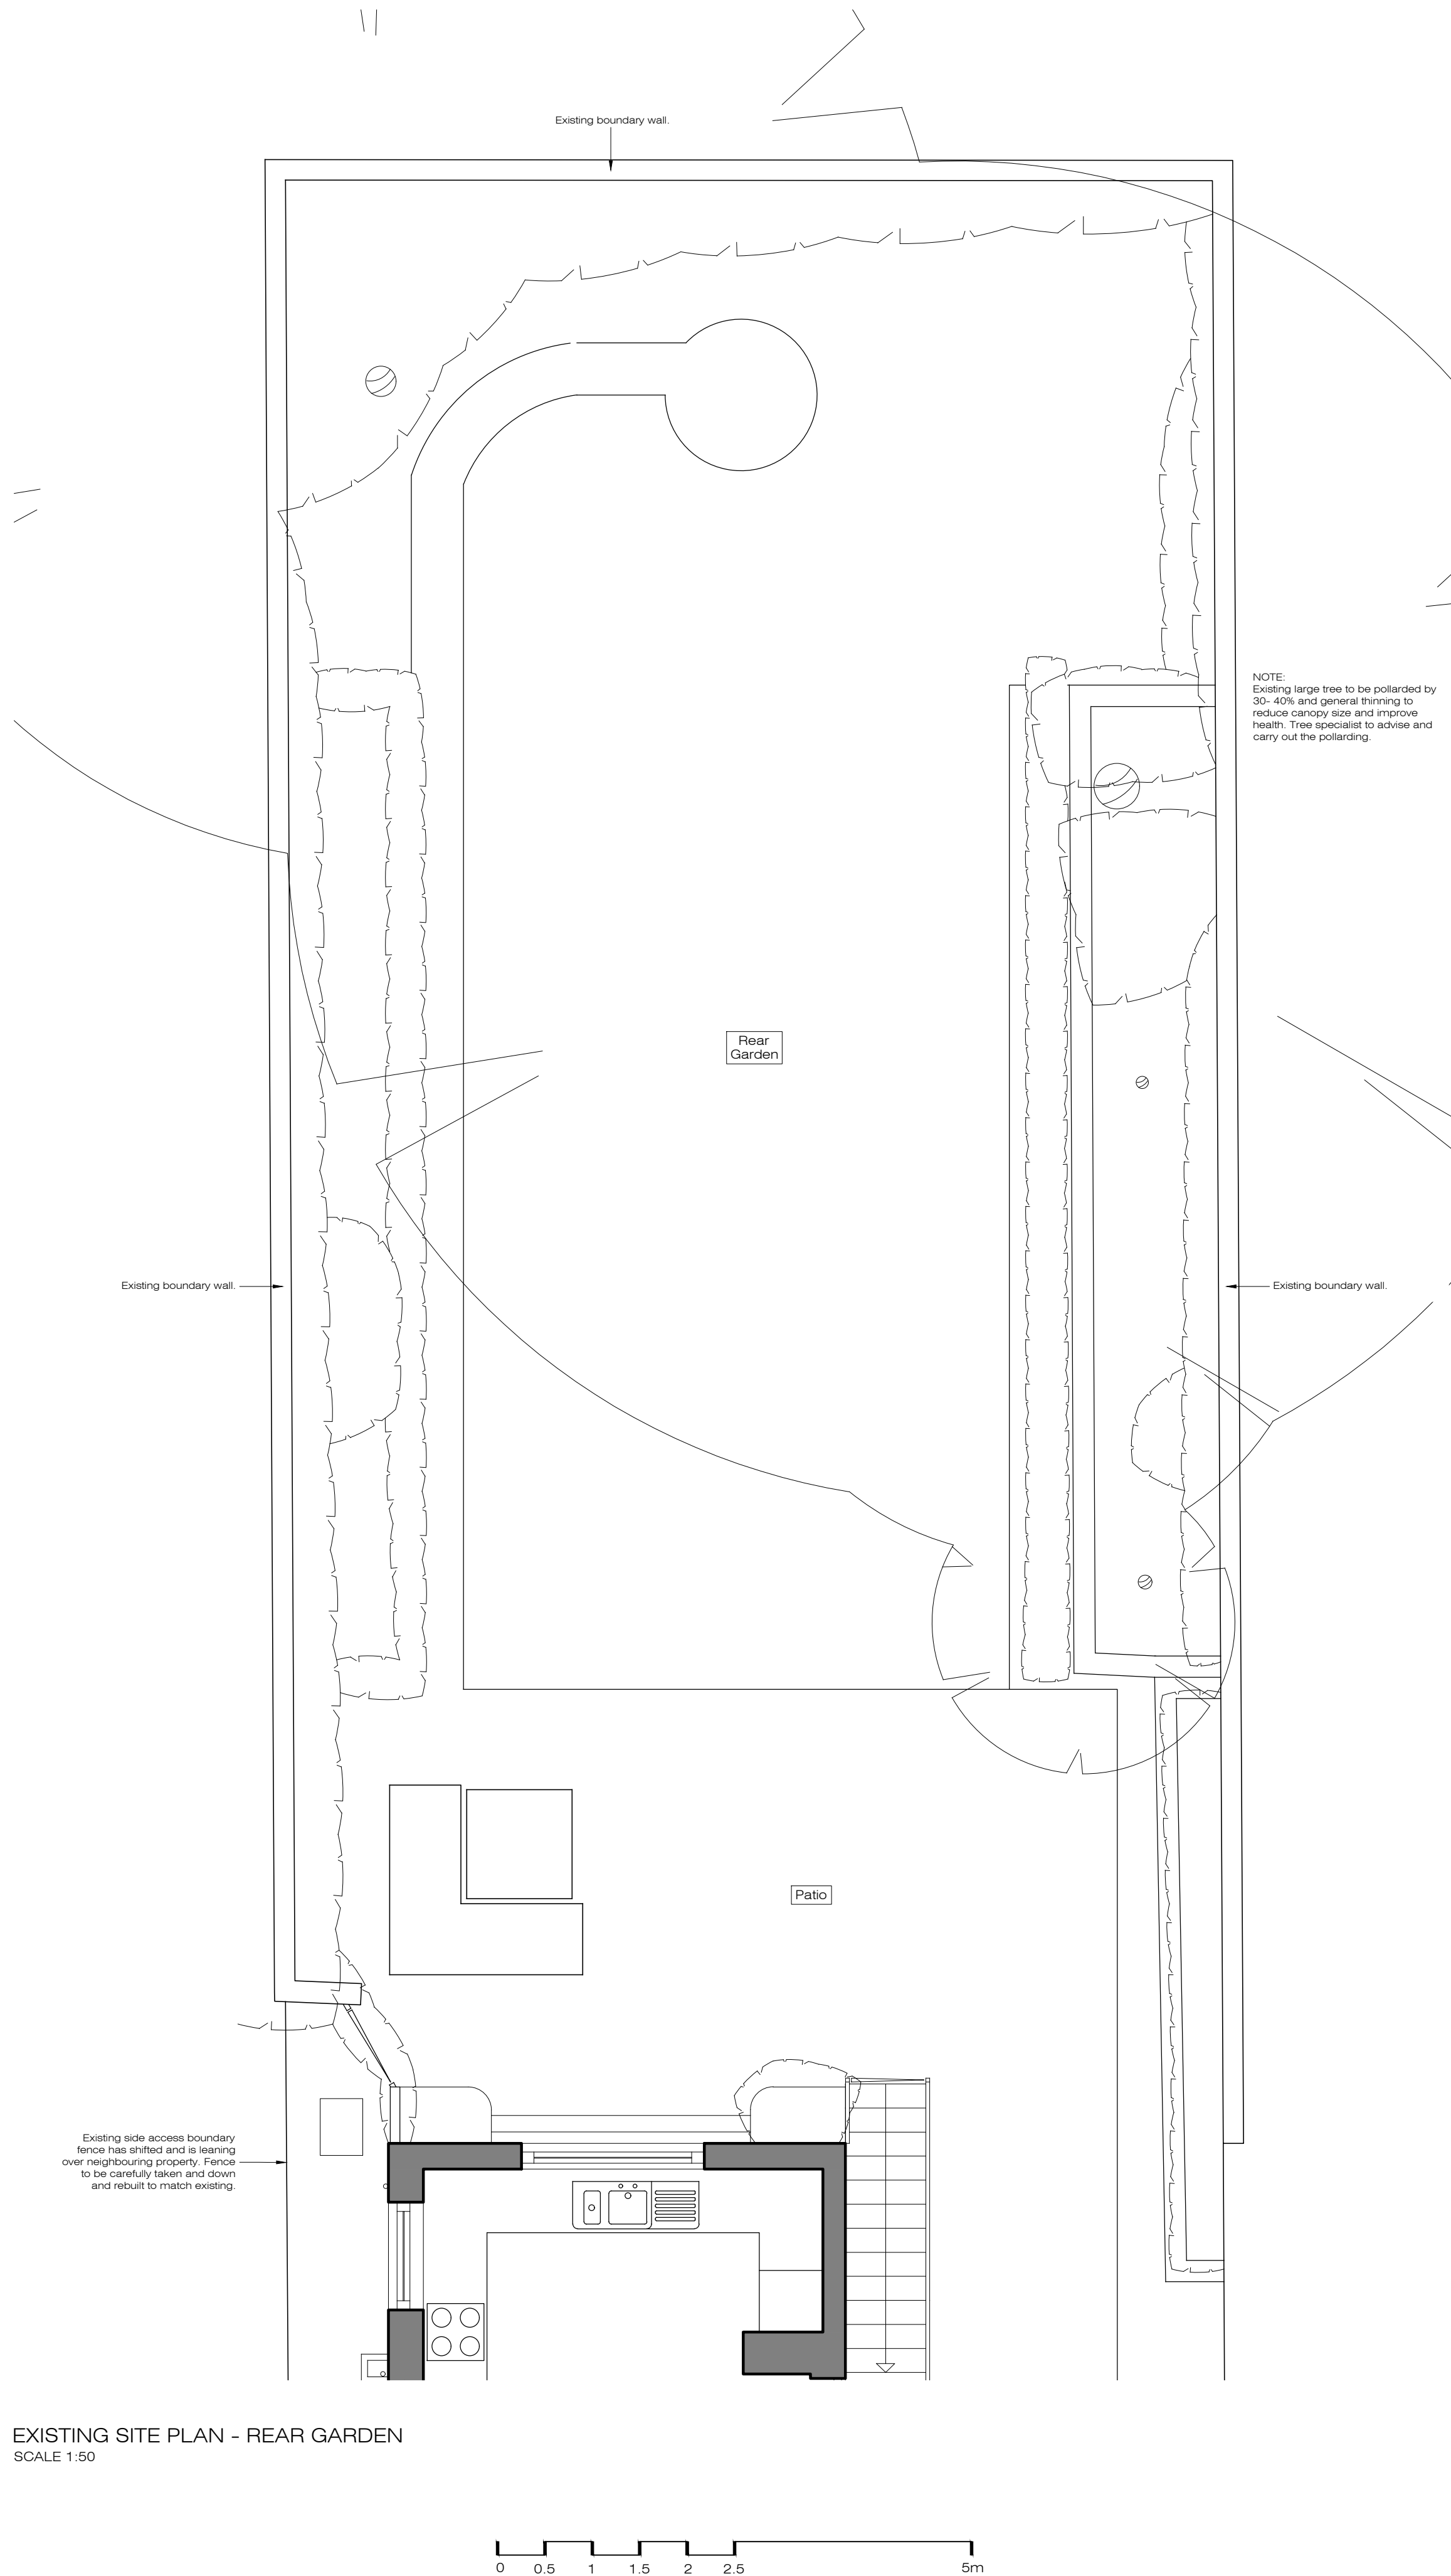 Existing boundary wall.
NOTE:
Existing large tree to be pollarded by
30- 40% and general thinning to
reduce canopy size and improve
health. Tree specialist to advise and
carry out the pollarding.
Rear
Garden
Existing boundary wall.
Existing boundary wall.
Patio
Existing side access boundary
fence has shifted and is leaning
over neighbouring property. Fence
to be carefully taken and down
and rebuilt to match existing.
EXISTING SITE PLAN - REAR GARDEN
SCALE 1:50
0 0.5 1 1.5 2 2.5 5m